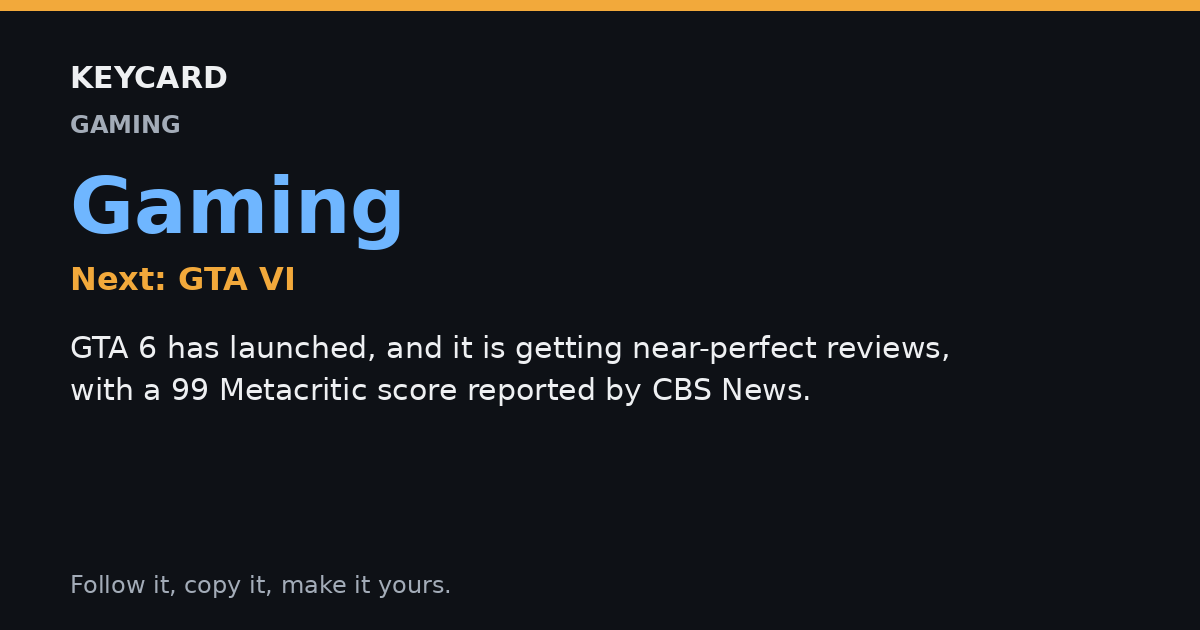 KEYCARD
GAMING
Gaming
Next: GTA VI
GTA 6 has launched, and it is getting near-perfect reviews,
with a 99 Metacritic score reported by CBS News.
Follow it, copy it, make it yours.